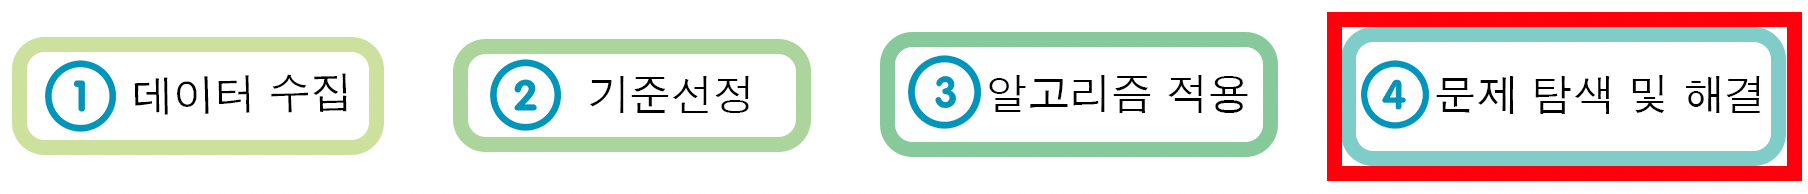 ① 데이터 수집
② 기준선정
③ 알고리즘 적용
④ 문제 탐색 및 해결